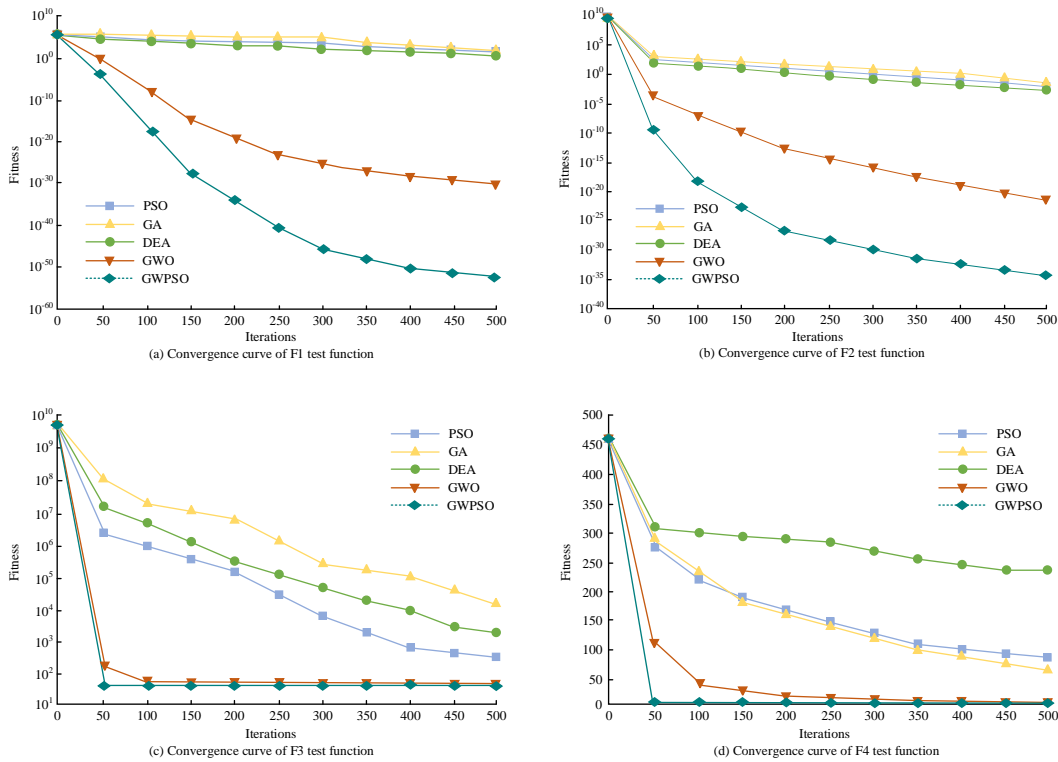 10^10
10^0
10^-10
10^-20
10^-30
10^-40
10^-50
10^-60
Fitness
PSO
GA
DEA
GWO
GWPSO
0 50 100 150 200 250 300 350 400 450 500
Iterations
(a) Convergence curve of F1 test function
10^10
10^5
10^0
10^-5
10^-10
10^-15
10^-20
10^-25
10^-30
10^-35
10^-40
Fitness
PSO
GA
DEA
GWO
GWPSO
0 50 100 150 200 250 300 350 400 450 500
Iterations
(b) Convergence curve of F2 test function
10^10
10^9
10^8
10^7
10^6
10^5
10^4
10^3
10^2
10^1
Fitness
PSO
GA
DEA
GWO
GWPSO
0 50 100 150 200 250 300 350 400 450 500
Iterations
(c) Convergence curve of F3 test function
500
450
400
350
300
250
200
150
100
50
0
Fitness
PSO
GA
DEA
GWO
GWPSO
0 50 100 150 200 250 300 350 400 450 500
Iterations
(d) Convergence curve of F4 test function